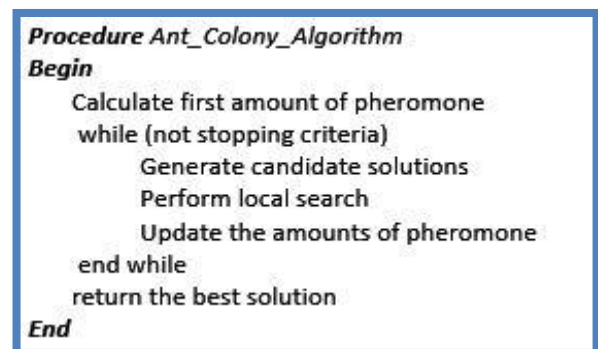 Procedure Ant_Colony_Algorithm
Begin
Calculate first amount of pheromone
while (not stopping criteria)
Generate candidate solutions
Perform local search
Update the amounts of pheromone
end while
return the best solution
End